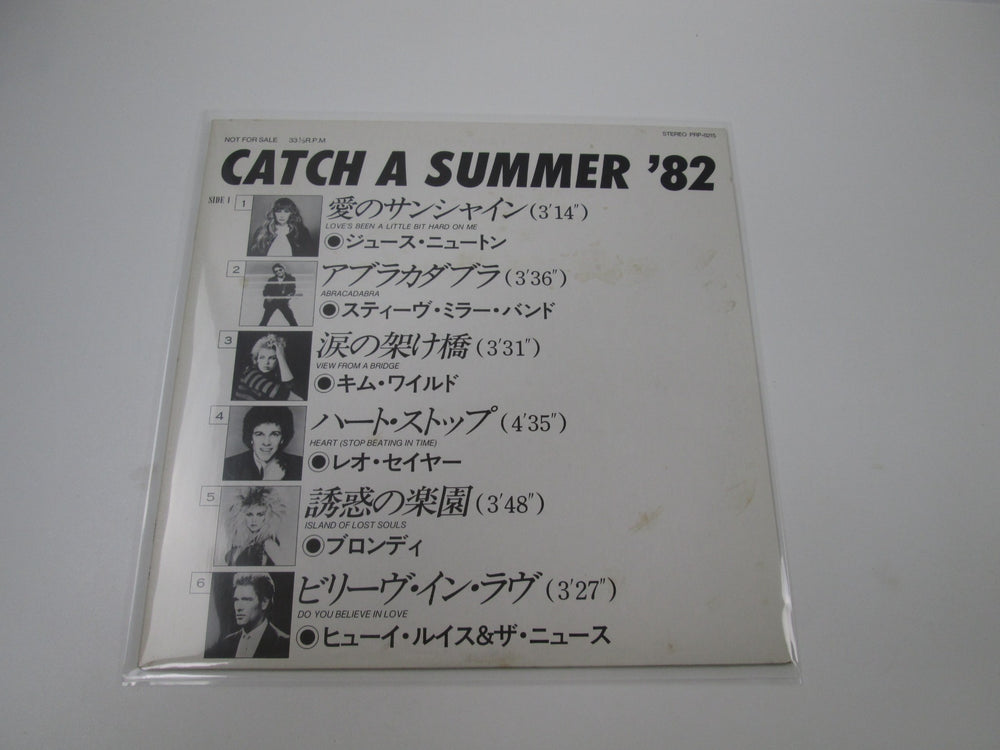 NOT FOR SALE 33⅓R.P.M
STEREO PRP-8215
CATCH A SUMMER '82
SIDE 1
1
愛のサンシャイン(3'14")
LOVE'S BEEN A LITTLE BIT HARD ON ME
◉ジュース・ニュートン
2
アブラカダブラ(3'36")
ABRACADABRA
◉スティーヴ・ミラー・バンド
3
涙の架け橋(3'31")
VIEW FROM A BRIDGE
◉キム・ワイルド
4
ハート・ストップ(4'35")
HEART (STOP BEATING IN TIME)
◉レオ・セイヤー
5
誘惑の楽園(3'48")
ISLAND OF LOST SOULS
◉ブロンディ
6
ビリーヴ・イン・ラヴ(3'27")
DO YOU BELIEVE IN LOVE
◉ヒューイ・ルイス&ザ・ニュース